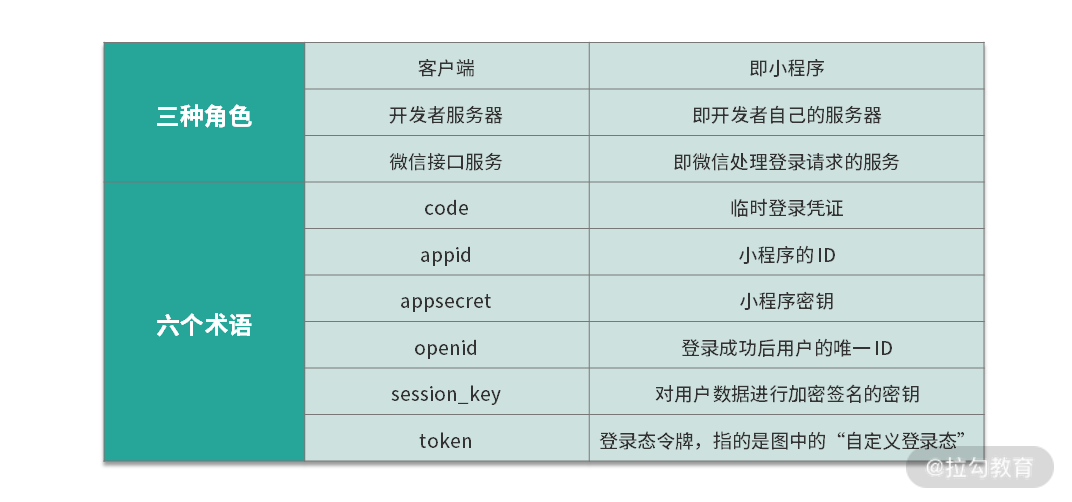 三种角色
客户端
即小程序
开发者服务器
即开发者自己的服务器
微信接口服务
即微信处理登录请求的服务
六个术语
code
临时登录凭证
appid
小程序的 ID
appsecret
小程序密钥
openid
登录成功后用户的唯一 ID
session_key
对用户数据进行加密签名的密钥
token
登录态令牌，指的是图中的“自定义登录态”
@拉勾教育